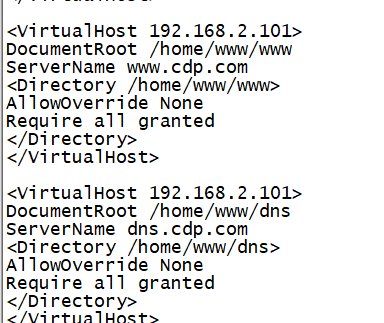 </VirtualHost>
<VirtualHost 192.168.2.101>
DocumentRoot /home/www/www
ServerName www.cdp.com
<Directory /home/www/www>
AllowOverride None
Require all granted
</Directory>
</VirtualHost>
<VirtualHost 192.168.2.101>
DocumentRoot /home/www/dns
ServerName dns.cdp.com
<Directory /home/www/dns>
AllowOverride None
Require all granted
</Directory>
</VirtualHost>